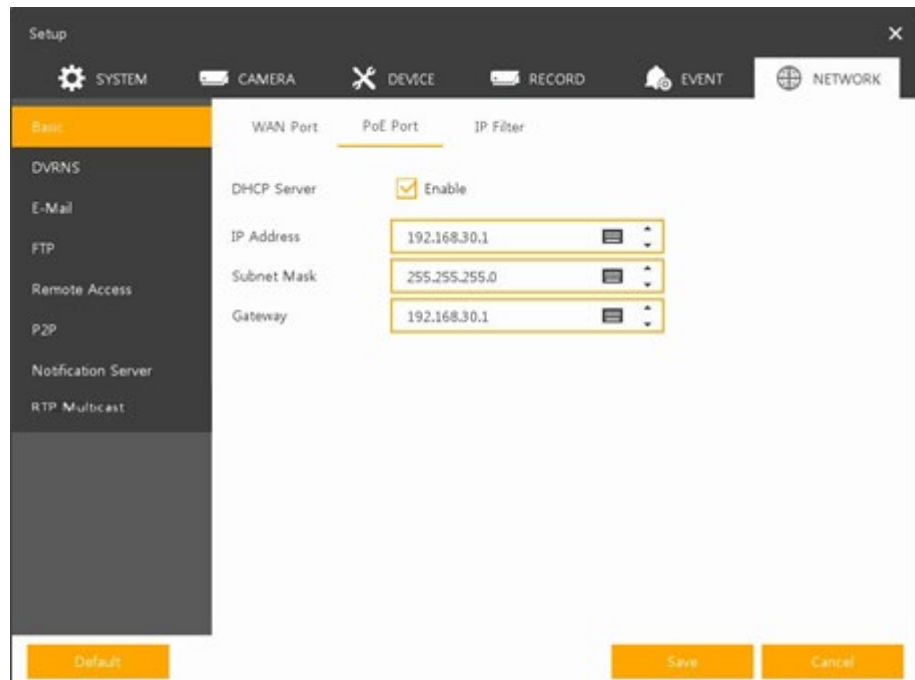 Setup
SYSTEM CAMERA DEVICE RECORD EVENT NETWORK
Basic
WAN Port PoE Port IP Filter
DVRNS
DHCP Server Enable
E-Mail
IP Address 192.168.30.1
FTP
Subnet Mask 255.255.255.0
Remote Access
Gateway 192.168.30.1
P2P
Notification Server
RTP Multicast
Default Save Cancel